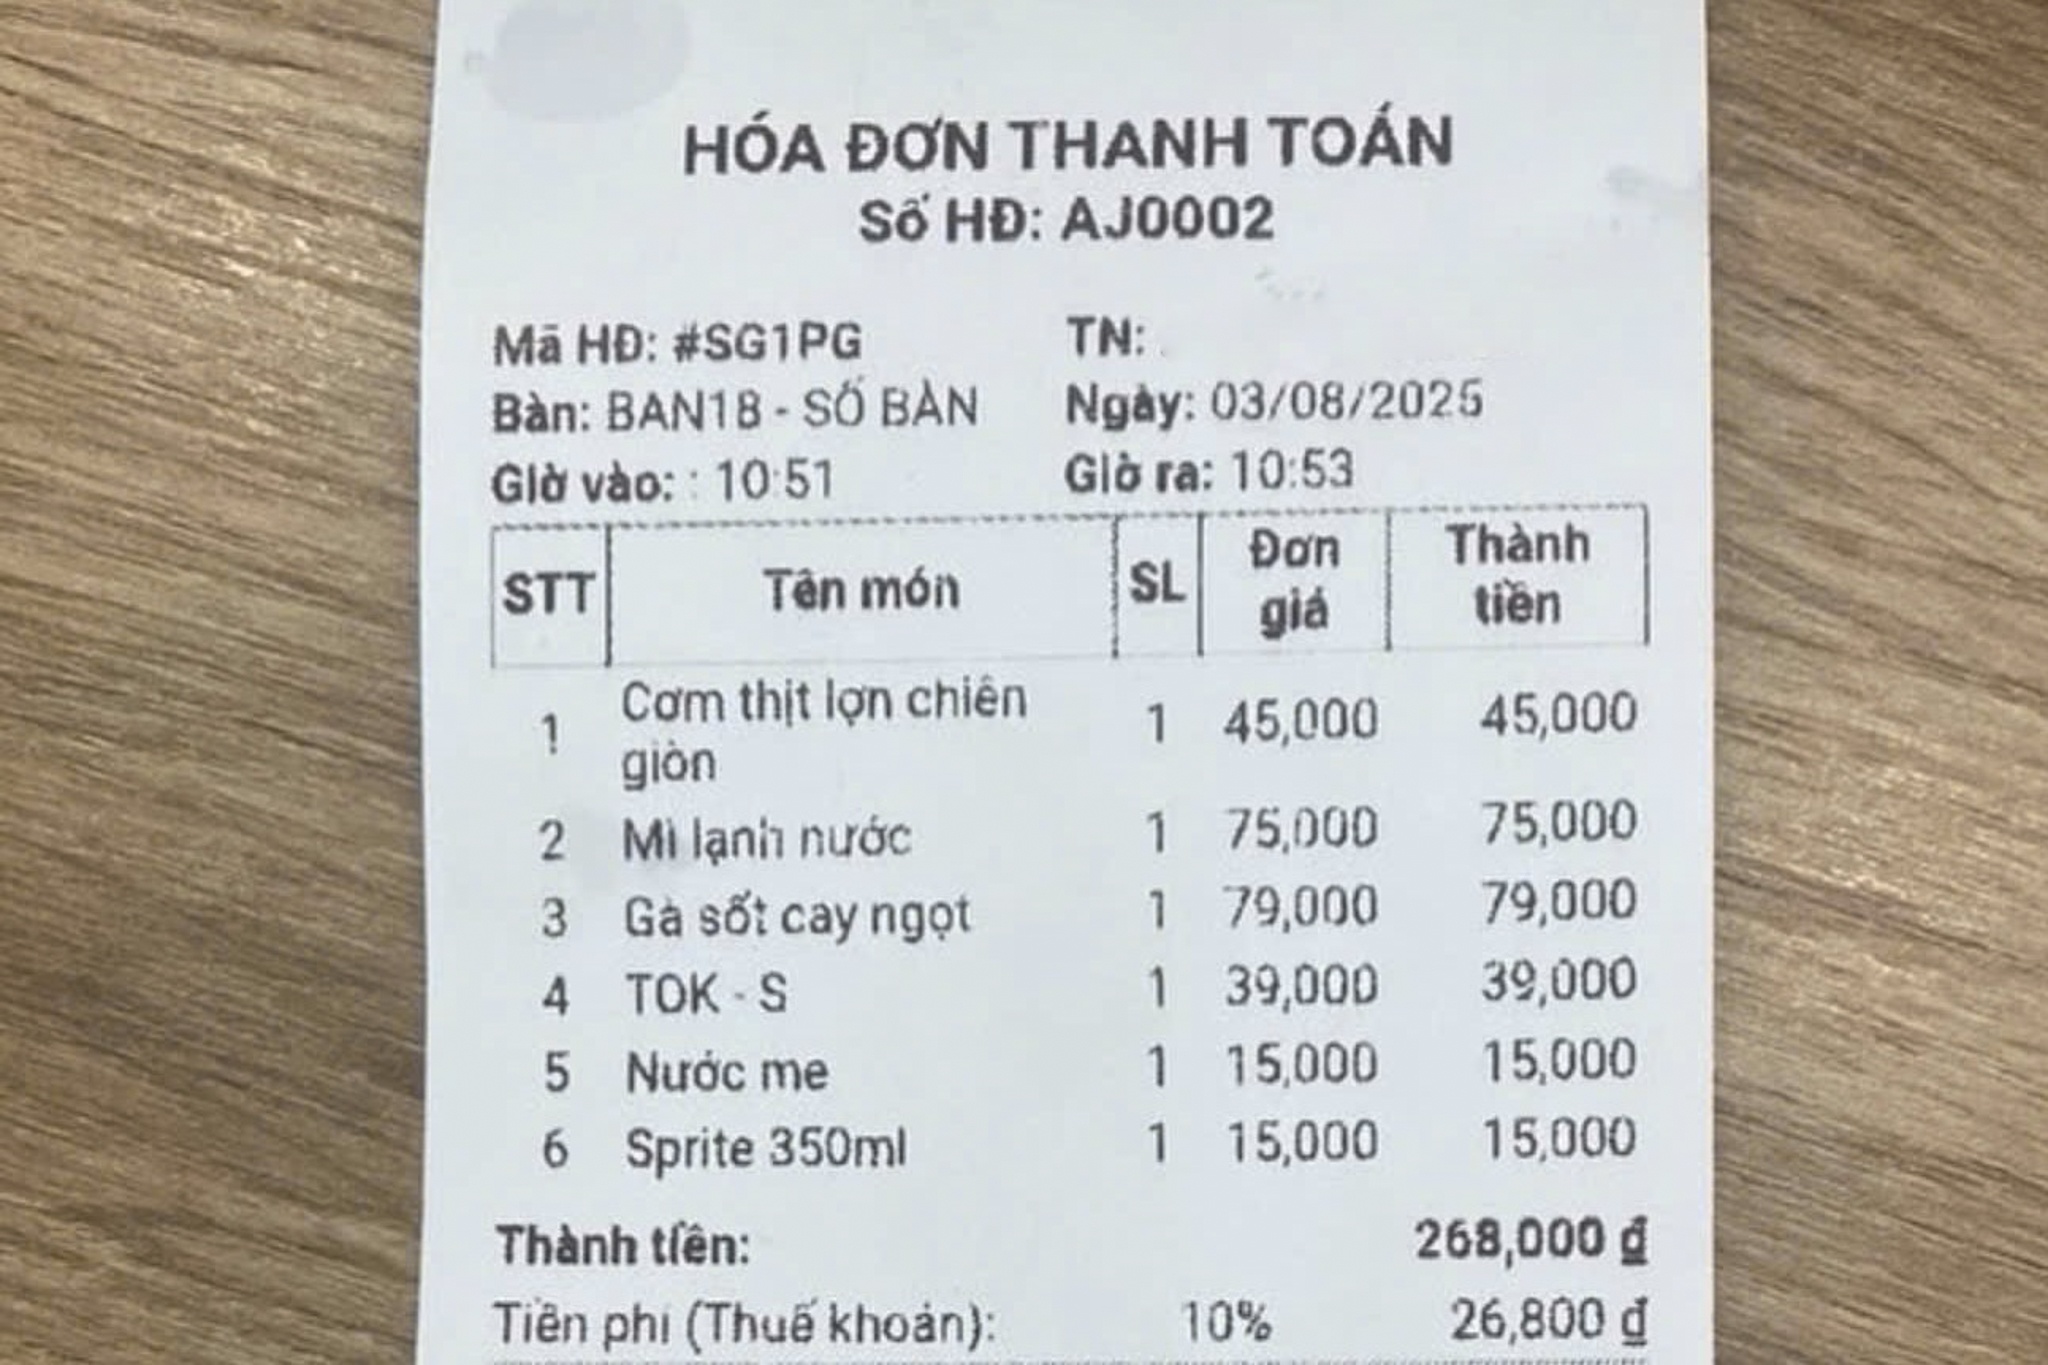 HÓA ĐƠN THANH TOÁN
Số HĐ: AJ0002
Mã HĐ: #SG1PG TN:
Bàn: BAN18 - SỐ BÀN Ngày: 03/08/2025
Giờ vào: : 10:51 Giờ ra: 10:53
STT Tên món SL Đơn giá Thành tiền
1 Cơm thịt lợn chiên giòn 1 45,000 45,000
2 Mì lạnh nước 1 75,000 75,000
3 Gà sốt cay ngọt 1 79,000 79,000
4 TOK - S 1 39,000 39,000
5 Nước me 1 15,000 15,000
6 Sprite 350ml 1 15,000 15,000
Thành tiền: 268,000 ₫
Tiền phí (Thuế khoán): 10% 26,800 ₫